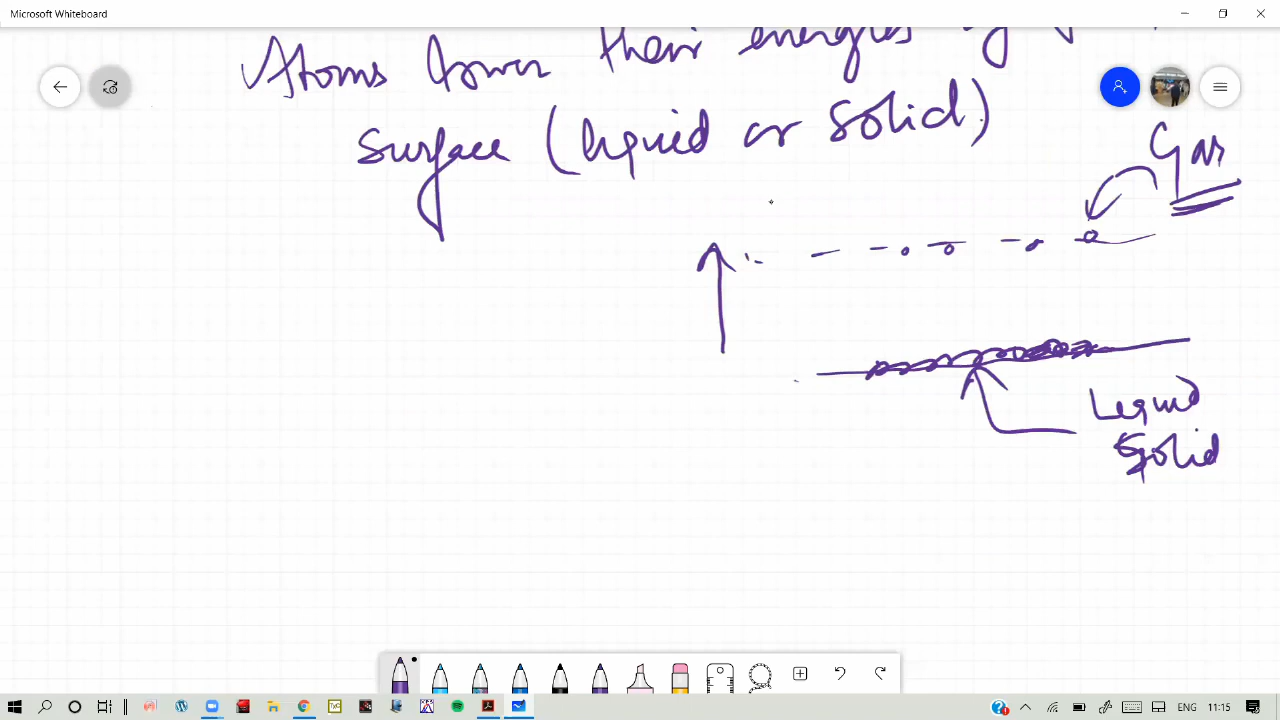 Microsoft Whiteboard
Atoms lower their energies
surface (liquid or solid)
Gas
Liquid
Solid
ENG 11:15